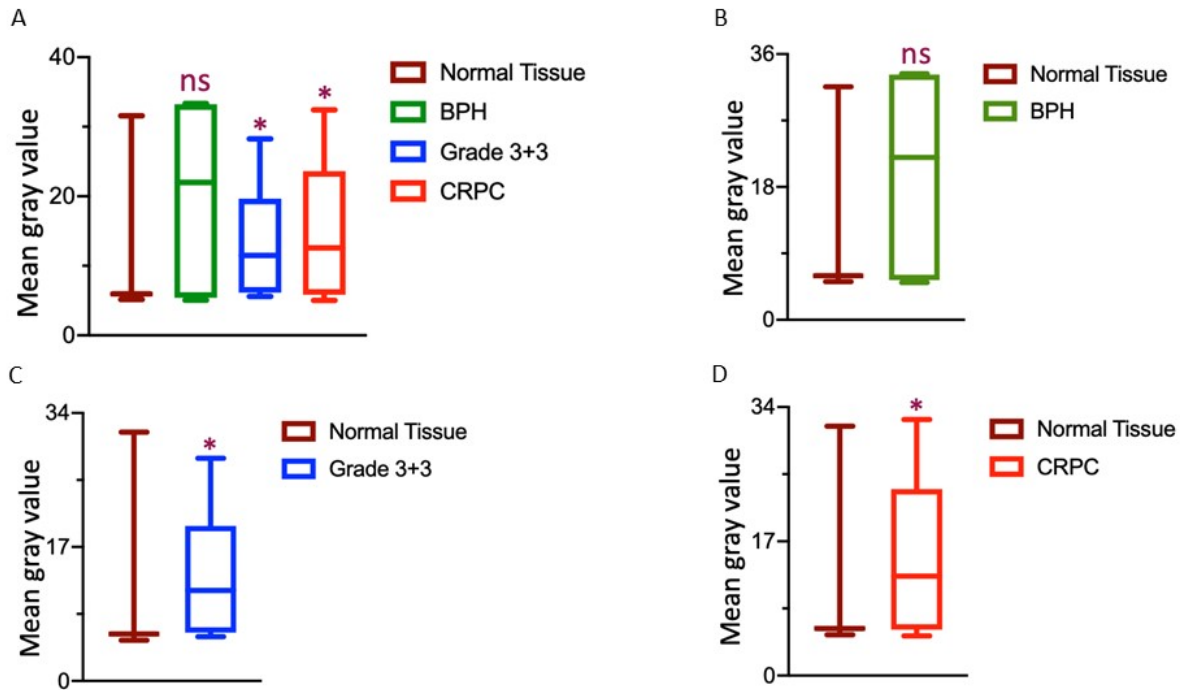 A
Mean gray value
40
20
0
ns
*
*
Normal Tissue
BPH
Grade 3+3
CRPC
B
Mean gray value
36
18
0
ns
Normal Tissue
BPH
C
Mean gray value
34
17
0
*
Normal Tissue
Grade 3+3
D
Mean gray value
34
17
0
*
Normal Tissue
CRPC